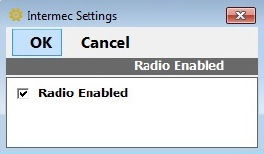 Intermec Settings
OK Cancel
Radio Enabled
Radio Enabled